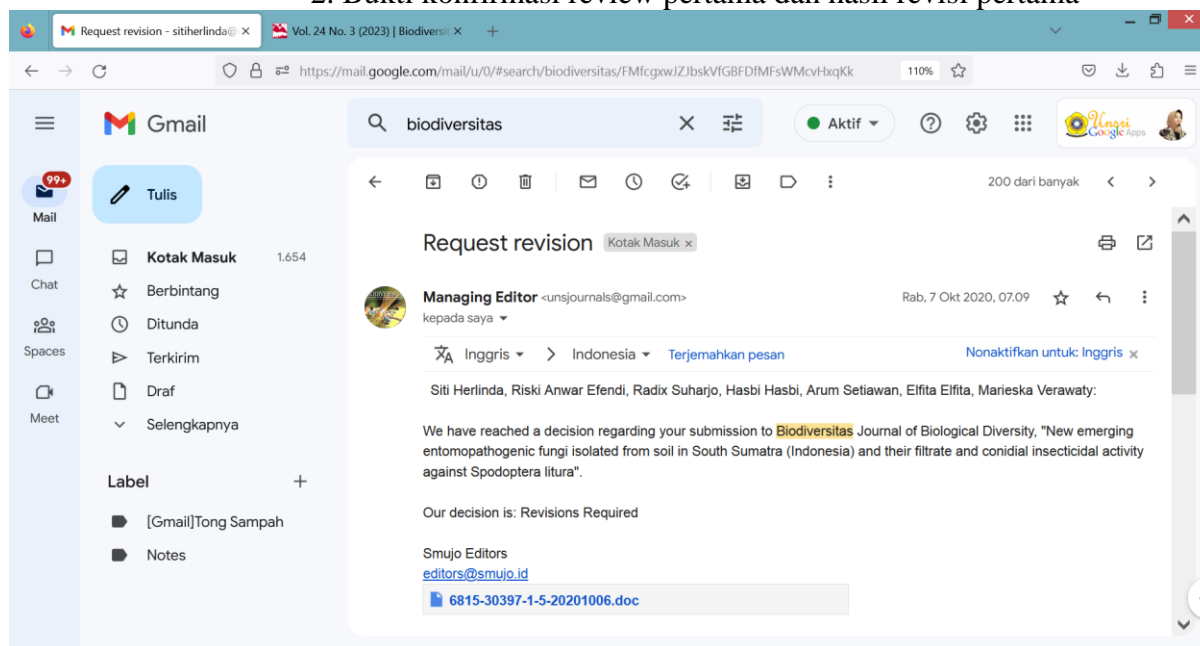 2. Bukti konfirmasi review pertama dan hasil revisi pertama
Request revision - sitiherlinda@ ×
Vol. 24 No. 3 (2023) | Biodiversit ×
https://mail.google.com/mail/u/0/#search/biodiversitas/FMfcgxwJZJbskVfGBFDfMFsWMcvHxqKk
110%
Gmail
biodiversitas
Aktif
Unsri
Google Apps
99+
Mail
Chat
Spaces
Meet
Tulis
Kotak Masuk 1.654
Berbintang
Ditunda
Terkirim
Draf
Selengkapnya
Label
[Gmail]Tong Sampah
Notes
200 dari banyak
Request revision Kotak Masuk ×
Managing Editor <unsjournals@gmail.com> Rab, 7 Okt 2020, 07.09
kepada saya
Inggris > Indonesia Terjemahkan pesan Nonaktifkan untuk: Inggris ×
Siti Herlinda, Riski Anwar Efendi, Radix Suharjo, Hasbi Hasbi, Arum Setiawan, Elfita Elfita, Marieska Verawaty:
We have reached a decision regarding your submission to Biodiversitas Journal of Biological Diversity, "New emerging
entomopathogenic fungi isolated from soil in South Sumatra (Indonesia) and their filtrate and conidial insecticidal activity
against Spodoptera litura".
Our decision is: Revisions Required
Smujo Editors
editors@smujo.id
6815-30397-1-5-20201006.doc